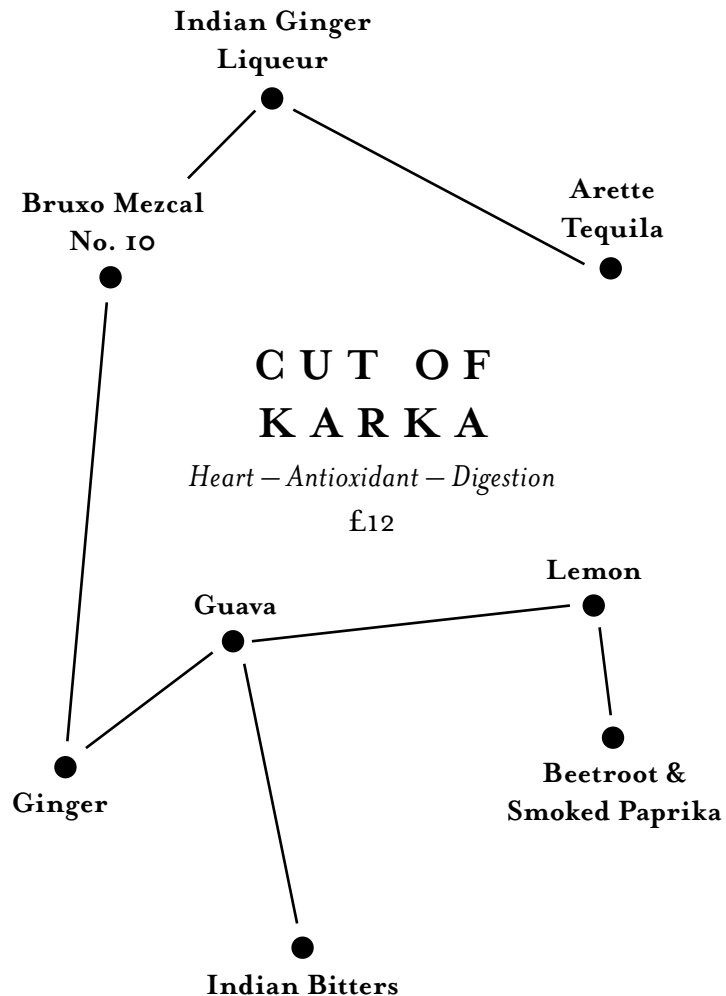 Indian Ginger
Liqueur
Arette
Tequila
Bruxo Mezcal
No. 10
CUT OF
KARKA
Heart – Antioxidant – Digestion
£12
Lemon
Guava
Beetroot &
Smoked Paprika
Ginger
Indian Bitters